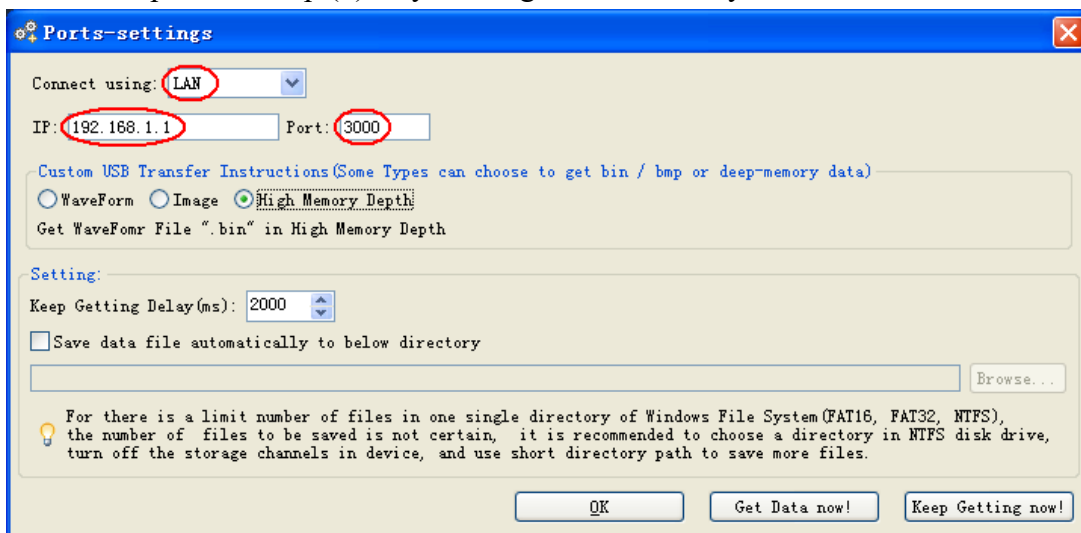 Ports-settings
Connect using: LAN
IP: 192.168.1.1 Port: 3000
Custom USB Transfer Instructions(Some Types can choose to get bin / bmp or deep-memory data)
WaveForm Image High Memory Depth
Get WaveFomr File ".bin" in High Memory Depth
Setting:
Keep Getting Delay(ms): 2000
Save data file automatically to below directory
Browse...
For there is a limit number of files in one single directory of Windows File System(FAT16, FAT32, NTFS),
the number of files to be saved is not certain, it is recommended to choose a directory in NTFS disk drive,
turn off the storage channels in device, and use short directory path to save more files.
OK Get Data now! Keep Getting now!